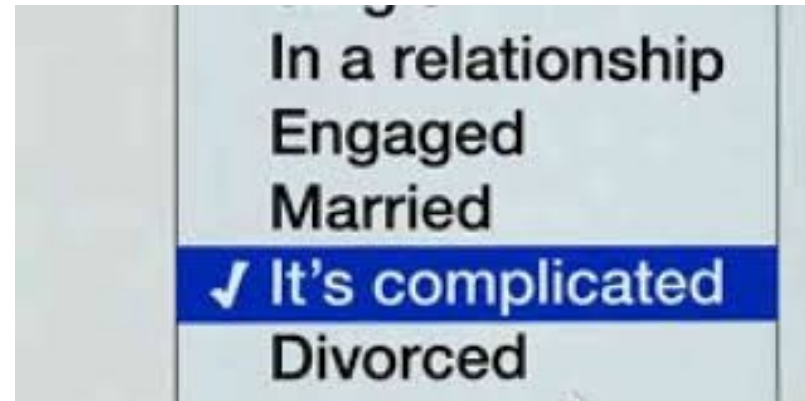 In a relationship
Engaged
Married
✓ It's complicated
Divorced